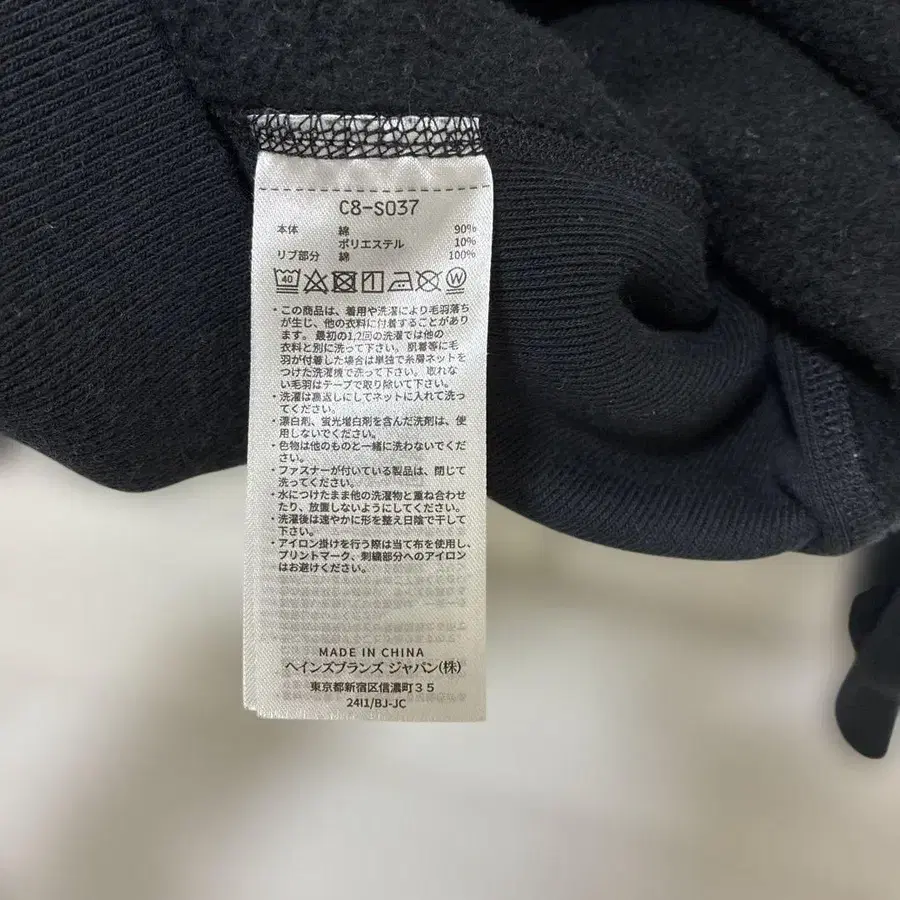 C8-S037
本体 綿 90%
ポリエステル 10%
リブ部分 綿 100%
40 W
・この商品は、着用や洗濯により毛羽落ち
が生じ、他の衣料に付着することがあり
ます。最初の1,2回の洗濯では他の
衣料と別に洗って下さい。肌着等に毛
羽が付着した場合は単独で糸屑ネットを
つけた洗濯機で洗って下さい。取れな
い毛羽はテープで取り除いて下さい。
・洗濯は裏返しにしてネットに入れて洗っ
てください。
・漂白剤、蛍光増白剤を含んだ洗剤は、使
用しないでください。
・色物は他のものと一緒に洗わないでくだ
さい。
・ファスナーが付いている製品は、閉じて
洗ってください。
・水につけたまま他の洗濯物と重ね合わせ
たり、放置しないようにしてください。
・洗濯後は速やかに形を整え日陰で干して
下さい。
・アイロン掛けを行う際は当て布を使用し、
プリントマーク、刺繍部分へのアイロン
はお避けください。
MADE IN CHINA
ヘインズブランズ ジャパン(株)
東京都新宿区信濃町35
24I1/BJ-JC